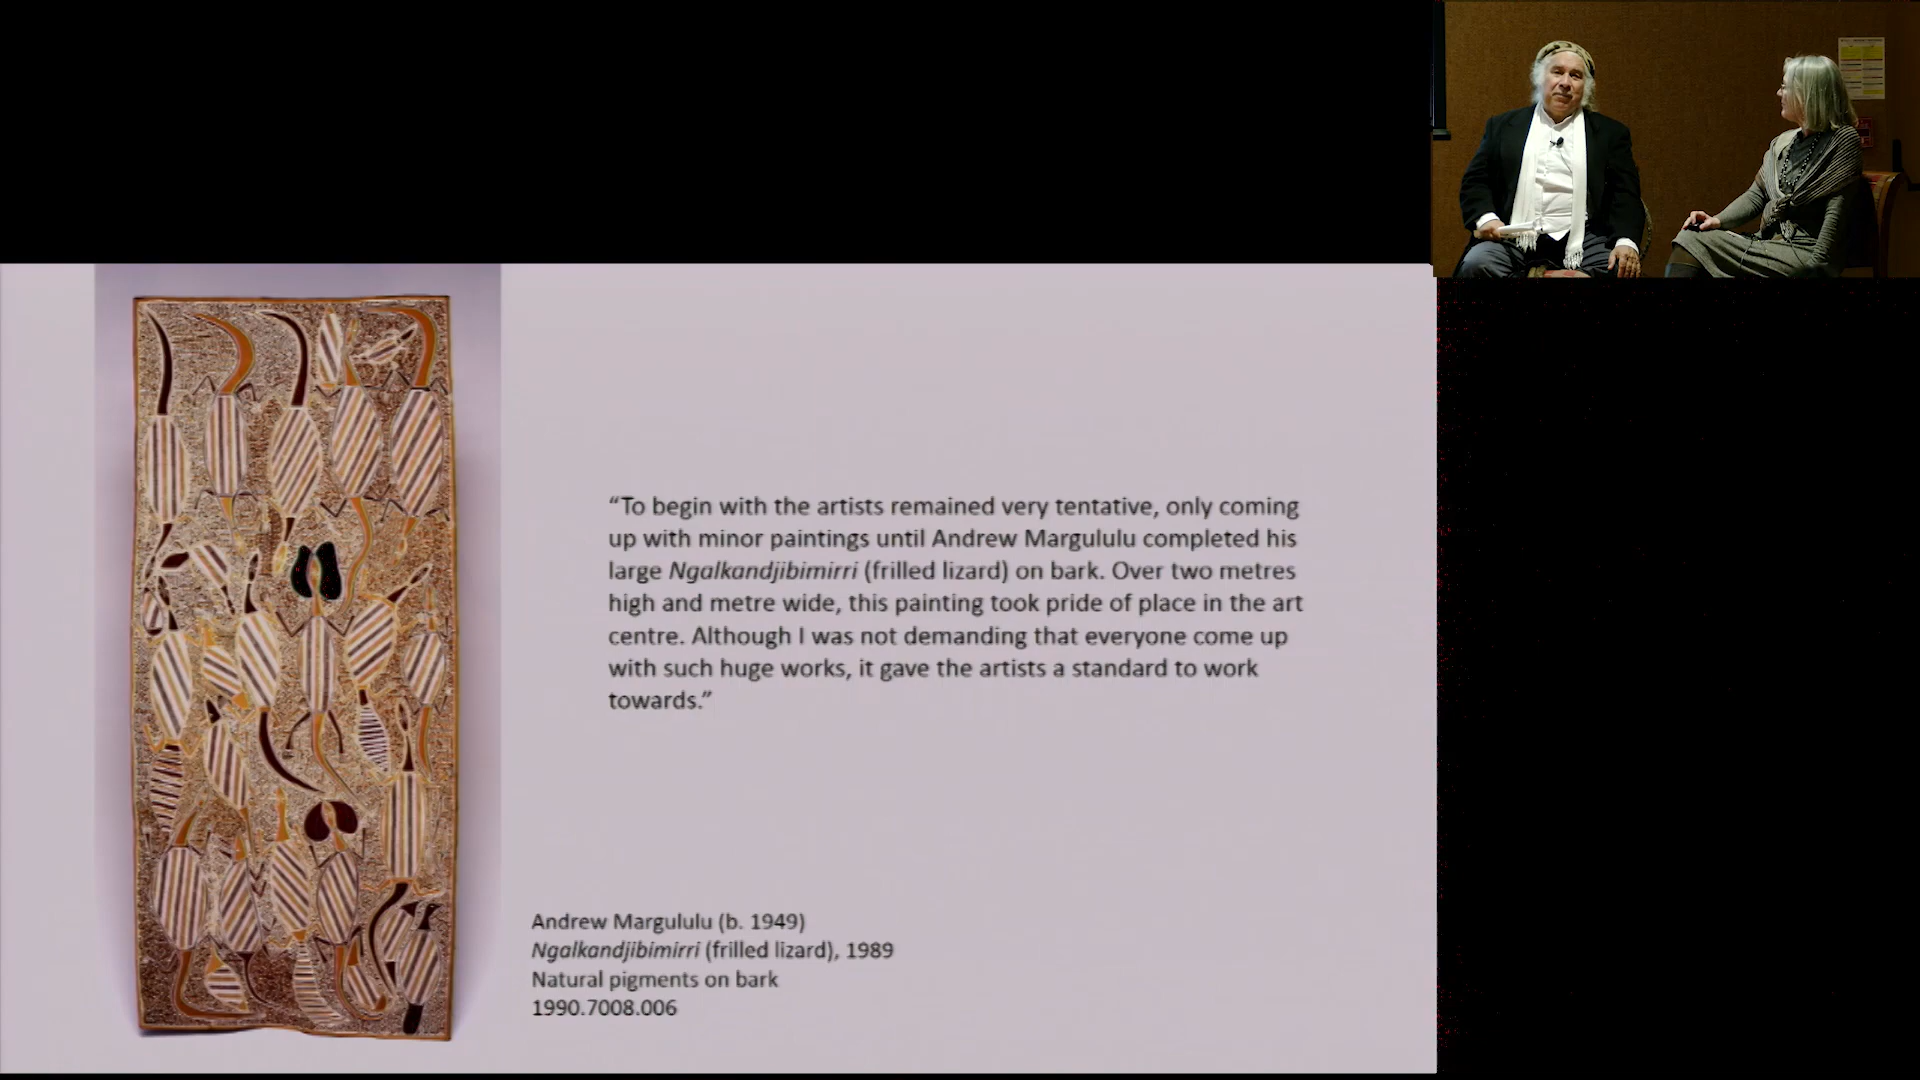 “To begin with the artists remained very tentative, only coming
up with minor paintings until Andrew Margululu completed his
large Ngalkandjibimirri (frilled lizard) on bark. Over two metres
high and metre wide, this painting took pride of place in the art
centre. Although I was not demanding that everyone come up
with such huge works, it gave the artists a standard to work
towards.”
Andrew Margululu (b. 1949)
Ngalkandjibimirri (frilled lizard), 1989
Natural pigments on bark
1990.7008.006